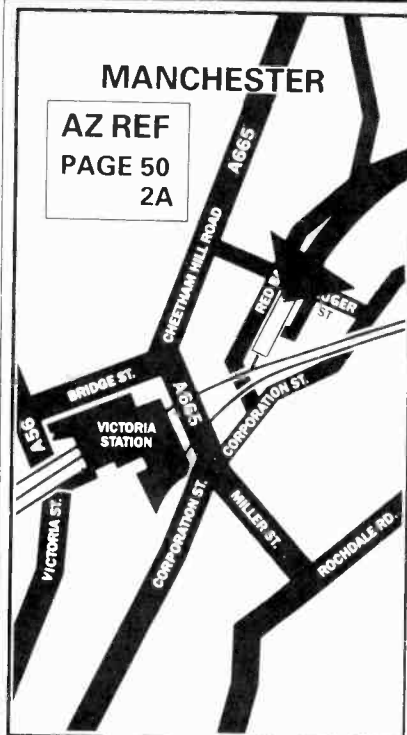 MANCHESTER
AZ REF
PAGE 50
2A
A665
CHEETHAM HILL ROAD
RED
ST
BRIDGE ST.
A665
CORPORATION ST.
A56
VICTORIA
STATION
VICTORIA ST.
CORPORATION ST.
MILLER ST.
ROCHDALE RD.